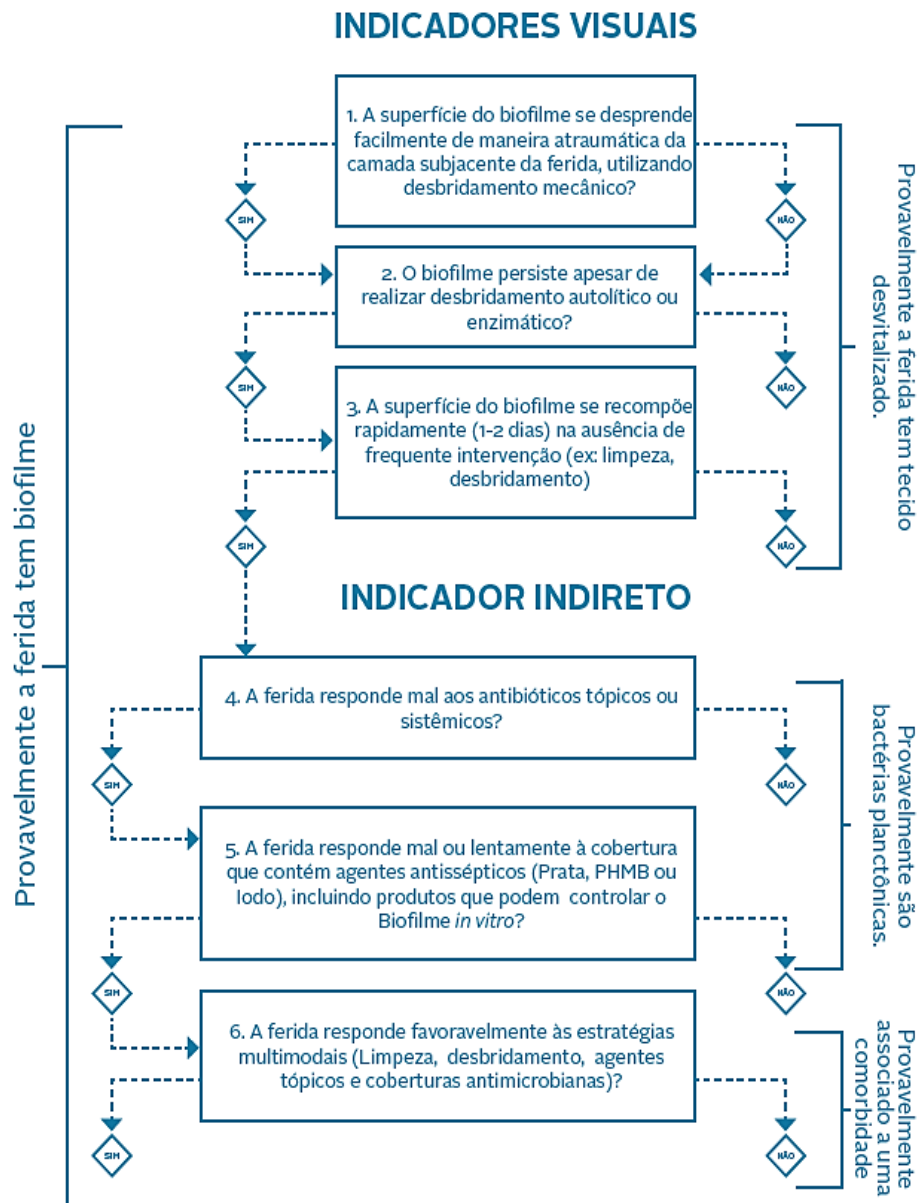 INDICADORES VISUAIS
1. A superfície do biofilme se desprende
facilmente de maneira atraumática da
camada subjacente da ferida, utilizando
desbridamento mecânico?
SIM
NÃO
2. O biofilme persiste apesar de
realizar desbridamento autolítico ou
enzimático?
SIM
NÃO
3. A superfície do biofilme se recompõe
rapidamente (1-2 dias) na ausência de
frequente intervenção (ex: limpeza,
desbridamento)
SIM
NÃO
Provavelmente a ferida tem tecido
desvitalizado.
Provavelmente a ferida tem biofilme
INDICADOR INDIRETO
4. A ferida responde mal aos antibióticos tópicos ou
sistêmicos?
SIM
NÃO
5. A ferida responde mal ou lentamente à cobertura
que contém agentes antissépticos (Prata, PHMB ou
Iodo), incluindo produtos que podem controlar o
Biofilme in vitro?
SIM
NÃO
Provavelmente são
bactérias planctônicas.
6. A ferida responde favoravelmente às estratégias
multimodais (Limpeza, desbridamento, agentes
tópicos e coberturas antimicrobianas)?
SIM
NÃO
Provavelmente
associado a uma
comorbidade